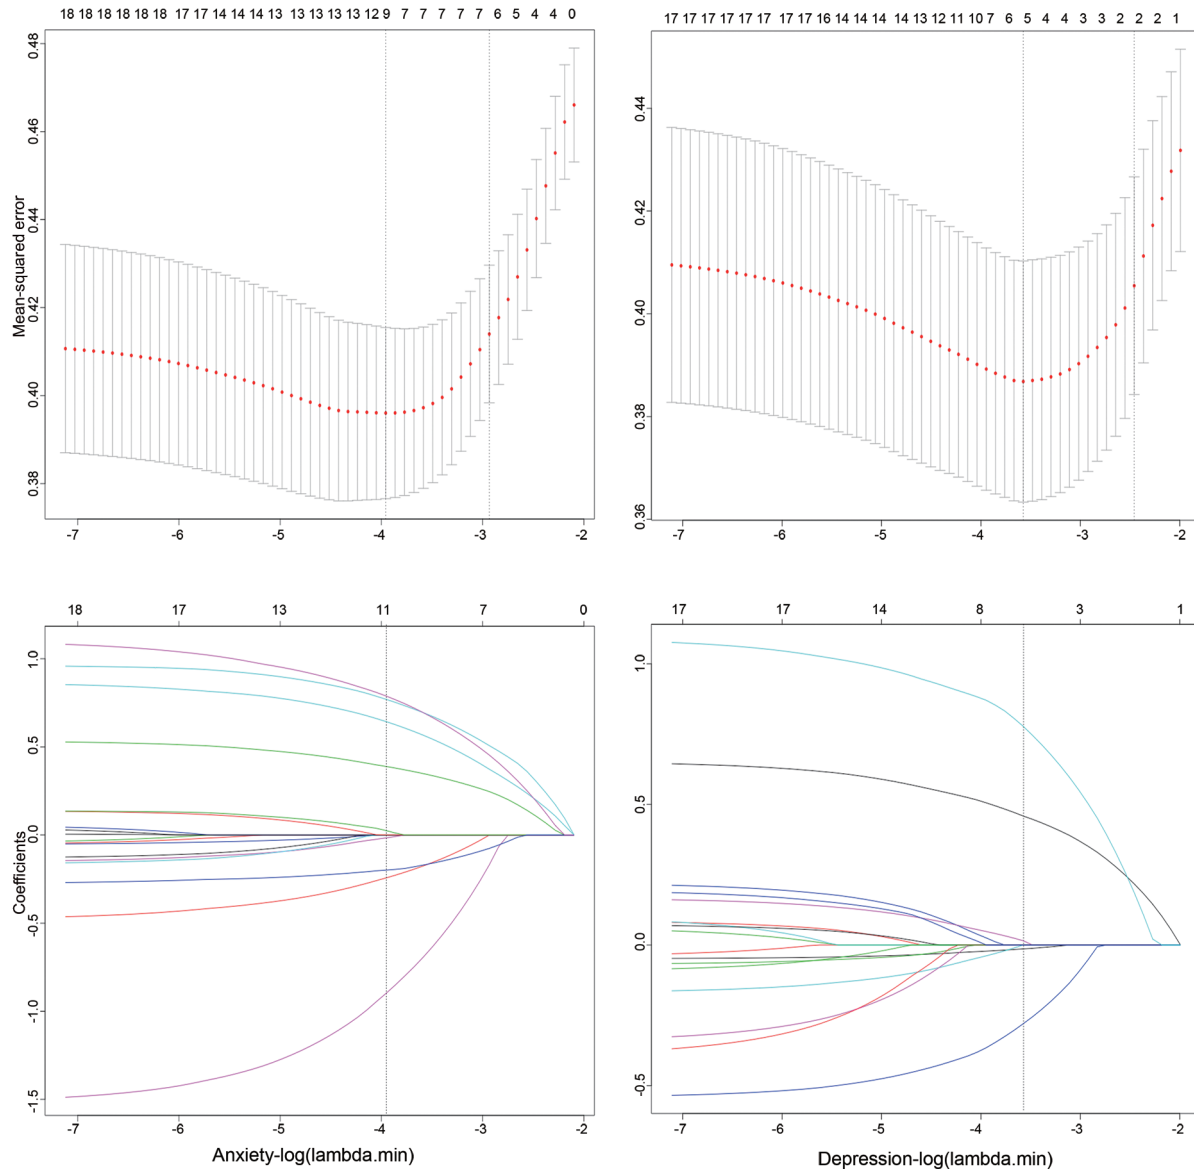 18 18 18 18 18 18 17 17 14 14 14 13 13 13 13 13 12 9 7 7 7 7 7 6 5 4 4 0
17 17 17 17 17 17 17 17 16 14 14 14 14 13 12 11 10 7 6 5 4 4 3 3 2 2 2 1
Mean-squared error
0.48
0.46
0.44
0.42
0.40
0.38
-7 -6 -5 -4 -3 -2
0.44
0.42
0.40
0.38
0.36
-7 -6 -5 -4 -3 -2
18 17 13 11 7 0
Coefficients
1.0
0.5
0.0
-0.5
-1.0
-1.5
-7 -6 -5 -4 -3 -2
Anxiety-log(lambda.min)
17 17 14 8 3 1
1.0
0.5
0.0
-0.5
-7 -6 -5 -4 -3 -2
Depression-log(lambda.min)